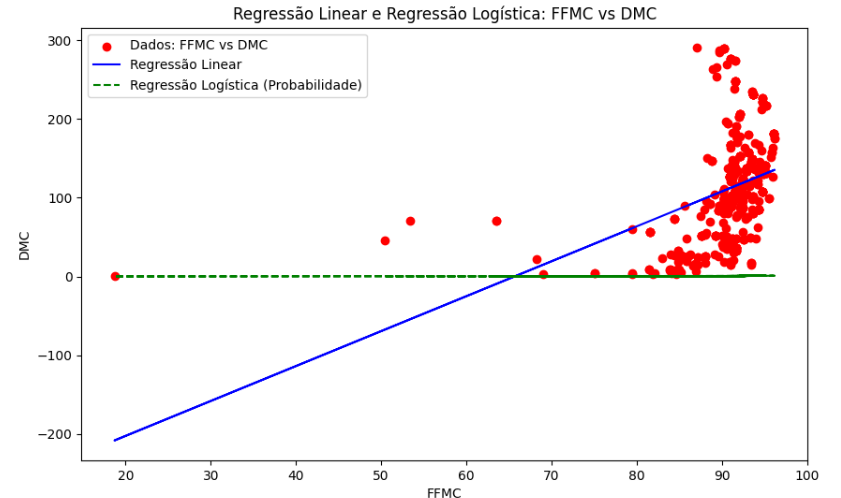 Regressão Linear e Regressão Logística: FFMC vs DMC
Dados: FFMC vs DMC
Regressão Linear
Regressão Logística (Probabilidade)
300
200
100
0
−100
−200
DMC
20 30 40 50 60 70 80 90 100
FFMC